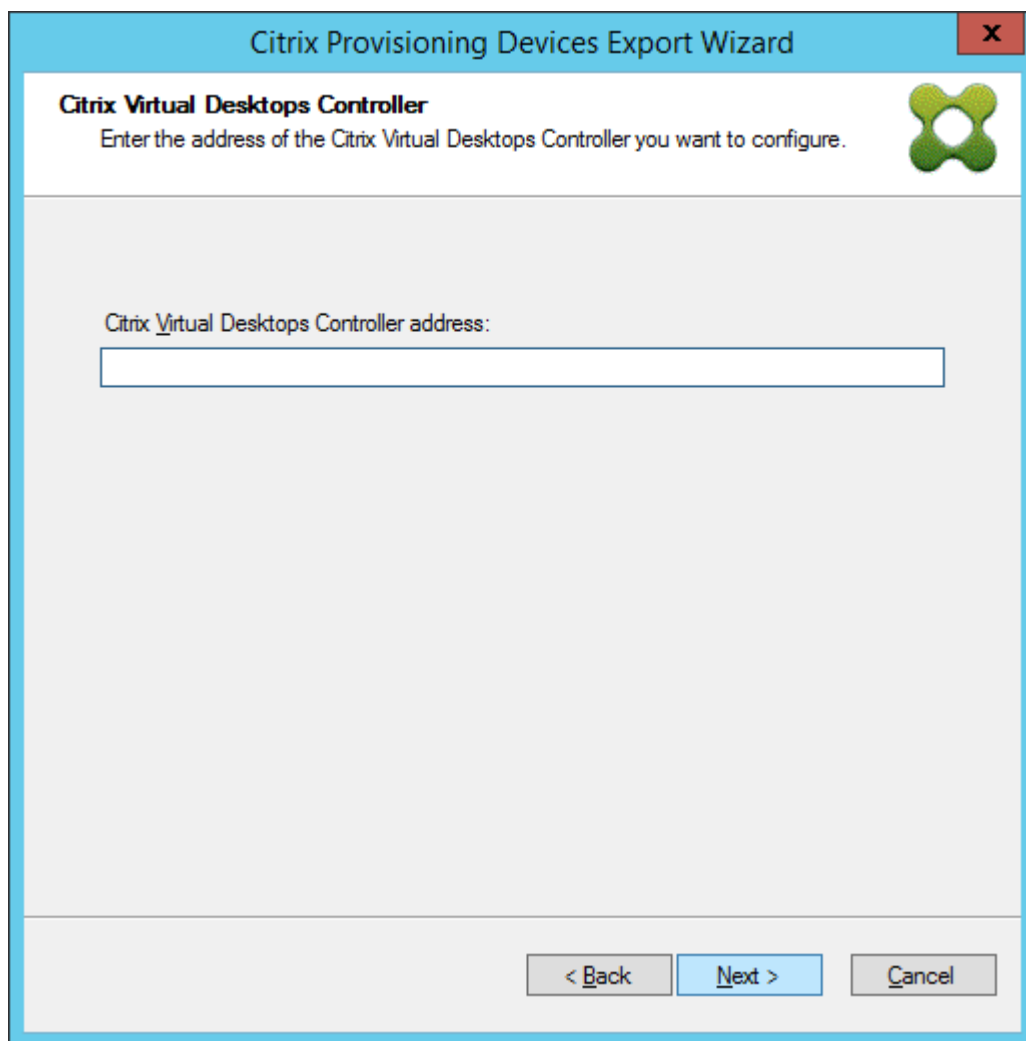 Citrix Provisioning Devices Export Wizard
x
Citrix Virtual Desktops Controller
Enter the address of the Citrix Virtual Desktops Controller you want to configure.
Citrix Virtual Desktops Controller address:
< Back
Next >
Cancel